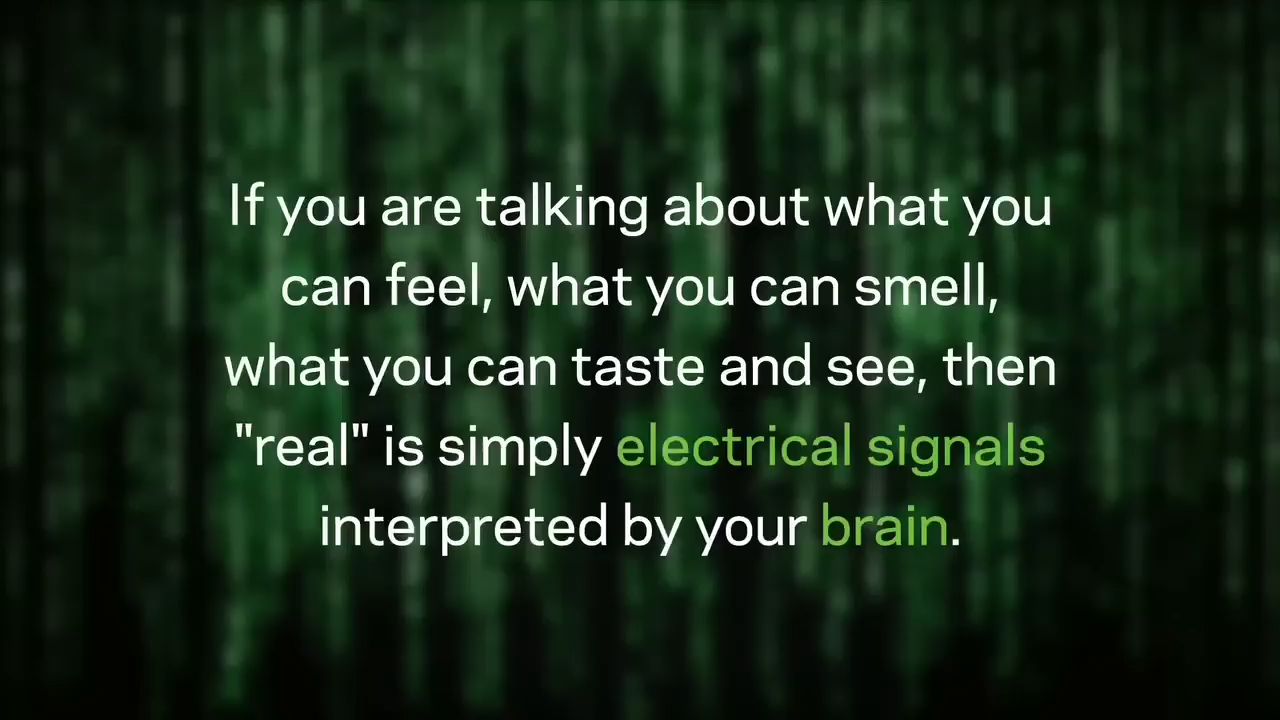 If you are talking about what you
can feel, what you can smell,
what you can taste and see, then
"real" is simply electrical signals
interpreted by your brain.